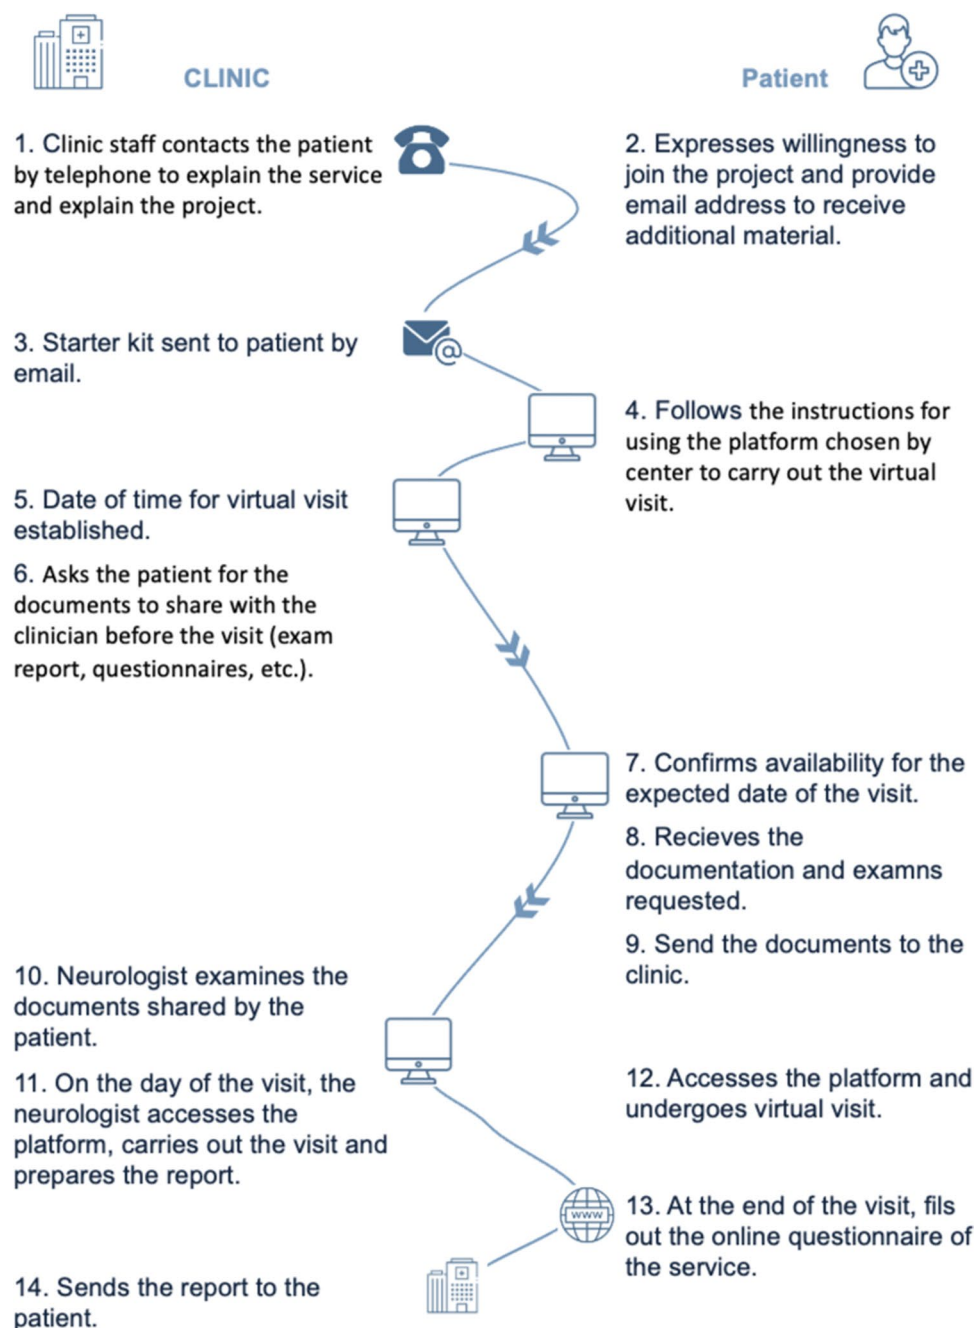 CLINIC
Patient
1. Clinic staff contacts the patient
by telephone to explain the service
and explain the project.
2. Expresses willingness to
join the project and provide
email address to receive
additional material.
3. Starter kit sent to patient by
email.
@
4. Follows the instructions for
using the platform chosen by
center to carry out the virtual
visit.
5. Date of time for virtual visit
established.
6. Asks the patient for the
documents to share with the
clinician before the visit (exam
report, questionnaires, etc.).
7. Confirms availability for the
expected date of the visit.
8. Recieves the
documentation and examns
requested.
9. Send the documents to the
clinic.
10. Neurologist examines the
documents shared by the
patient.
11. On the day of the visit, the
neurologist accesses the
platform, carries out the visit and
prepares the report.
12. Accesses the platform and
undergoes virtual visit.
13. At the end of the visit, fils
out the online questionnaire of
the service.
www
14. Sends the report to the
patient.